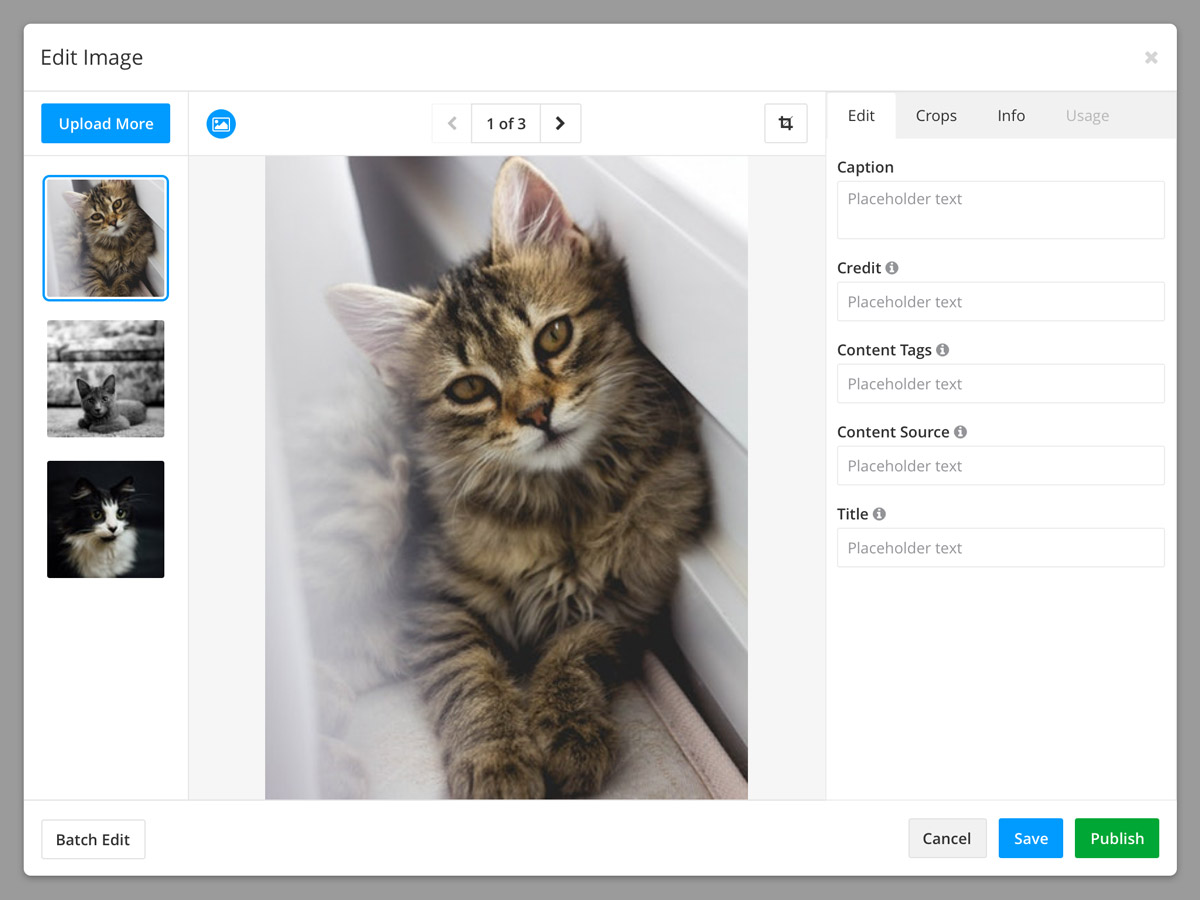 Edit Image
Upload More
1 of 3
Edit Crops Info Usage
Caption
Placeholder text
Credit
Placeholder text
Content Tags
Placeholder text
Content Source
Placeholder text
Title
Placeholder text
Batch Edit
Cancel Save Publish